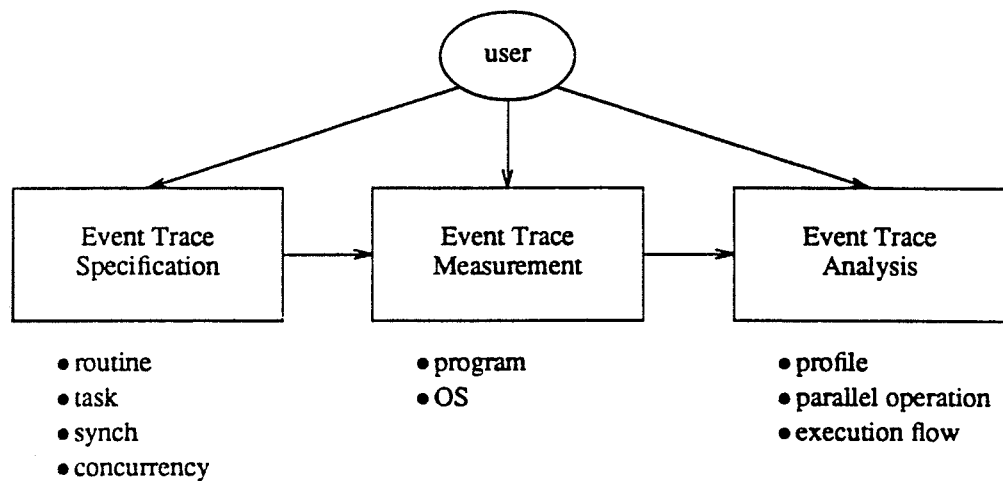 user
Event Trace
Specification
Event Trace
Measurement
Event Trace
Analysis
• routine
• task
• synch
• concurrency
• program
• OS
• profile
• parallel operation
• execution flow